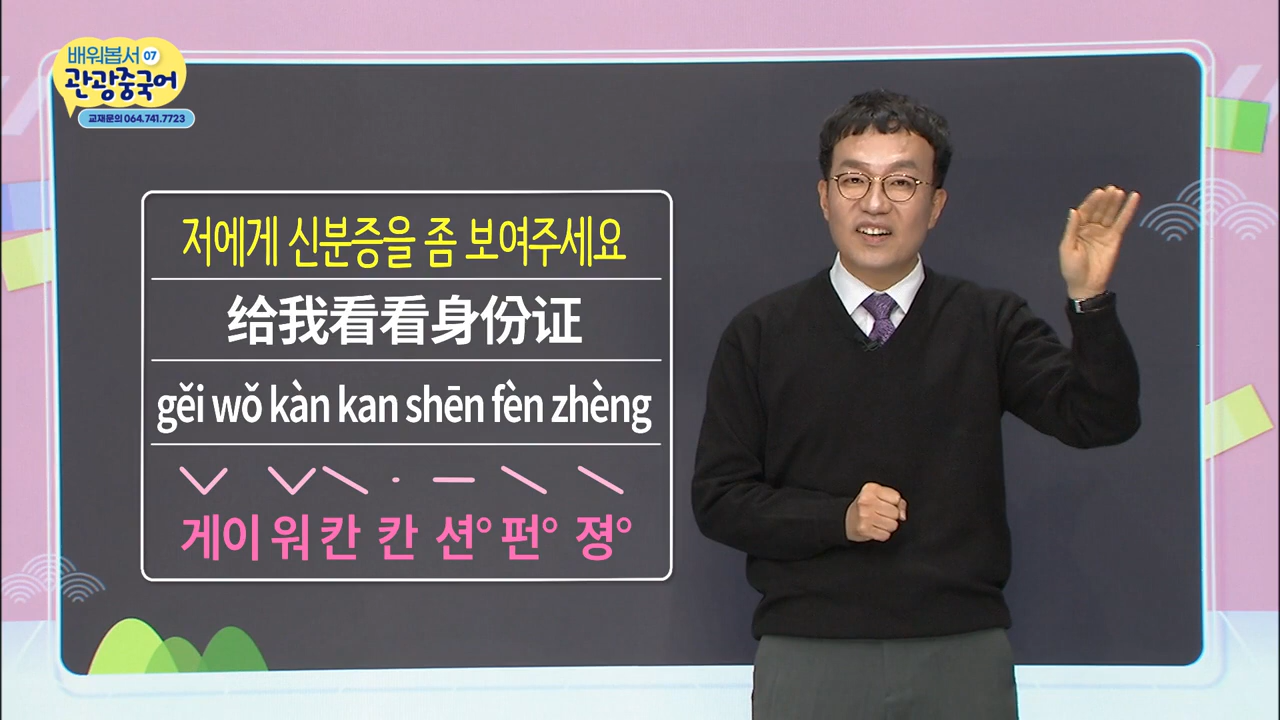 배워봅서 07
관광중국어
교재문의 064.741.7723
저에게 신분증을 좀 보여주세요
给我看看身份证
gěi wǒ kàn kan shēn fèn zhèng
게이 워 칸 칸 션° 펀° 졍°